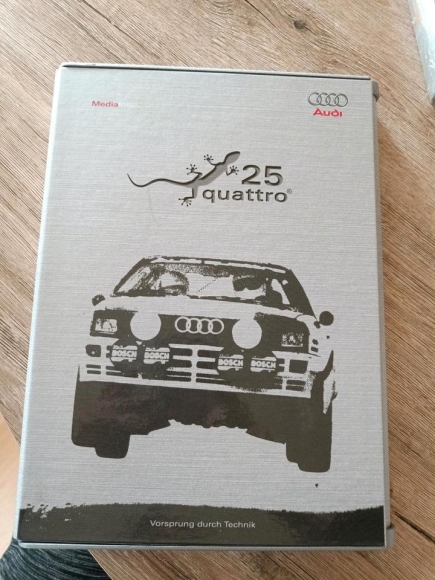 Media
Audi
25
quattro®
BOSCH BOSCH BOSCH BOSCH
Vorsprung durch Technik